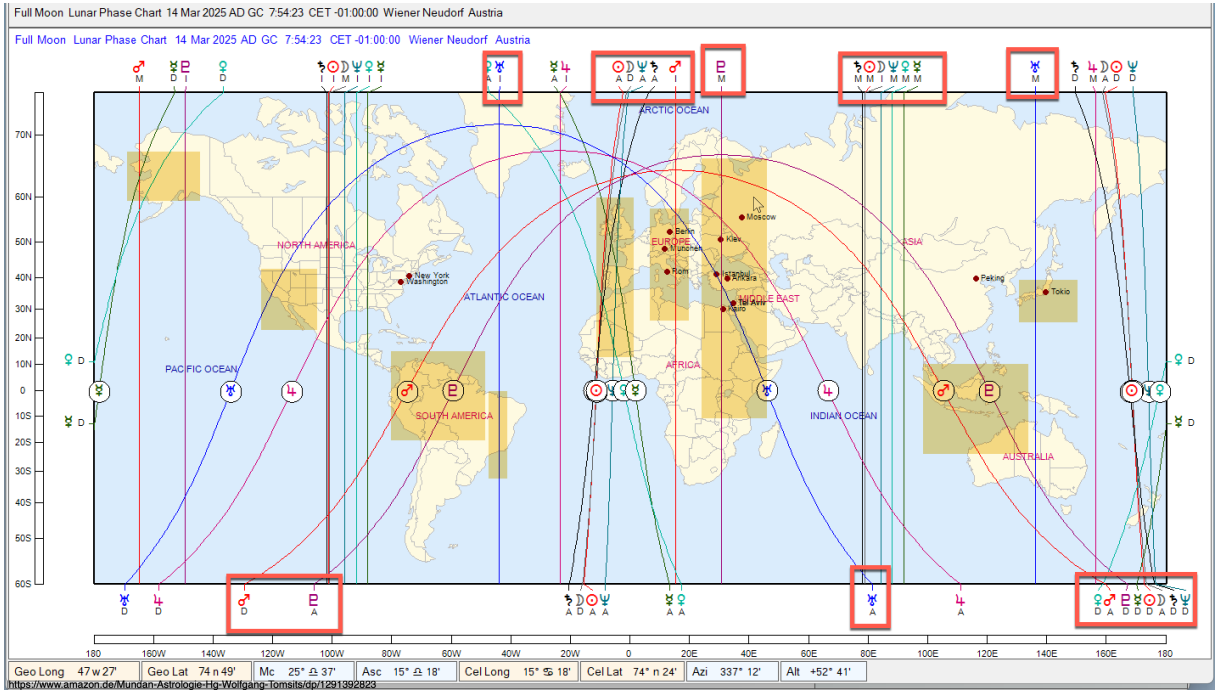 Full Moon Lunar Phase Chart 14 Mar 2025 AD GC 7:54:23 CET -01:00:00 Wiener Neudorf Austria
Full Moon Lunar Phase Chart 14 Mar 2025 AD GC 7:54:23 CET -01:00:00 Wiener Neudorf Austria
♂ ☿ ♇ ♀ ♄ ☉ ☽ ♆ ♀ ☿ ♀ ♅ ☿ ♃ ☉ ☽ ♆ ♄ ♂ ♇ ♄ ☉ ☽ ♆ ♀ ☿ ♅ ♄ ♃ ☽ ☉ ♆
M D I D I I M I I I A I A I A D A A I M M M I M M M M D M A D D
ARCTIC OCEAN
70N
60N
Moscow
Berlin
Kiev
50N
NORTH AMERICA
EUROPE
ASIA
Munchen
New York
Rom
Istanbul
40N
Washington
Ankara
Peking
Tokio
ATLANTIC OCEAN
MIDDLE EAST
Tel Aviv
30N
Kairo
20N
♀ D
10N
PACIFIC OCEAN
AFRICA
♀ D
0
☿ ♅ ♃ ♂ ♇ ☉ ♆ ♀ ☿ ♅ ♃ ♂ ♇ ☉ ♀
10S
SOUTH AMERICA
INDIAN OCEAN
☿ D
☿ D
20S
AUSTRALIA
30S
40S
50S
60S
♅ ♃ ♂ ♇ ♄ ☽ ☉ ♆ ☿ ♀ ♅ ♃ ♀ ♂ ♇ ☿ ☉ ☽ ♄ ♆
D D D A A D A A A A A A D A D D D A D D
180 160W 140W 120W 100W 80W 60W 40W 20W 0 20E 40E 60E 80E 100E 120E 140E 160E 180
Geo Long 47 w 27' Geo Lat 74 n 49' Mc 25° ♎ 37' Asc 15° ♎ 18' Cel Long 15° ♋ 18' Cel Lat 74° n 24' Azi 337° 12' Alt +52° 41'
https://www.amazon.de/Mundan-Astrologie-Hg-Wolfgang-Tomsits/dp/1291392823